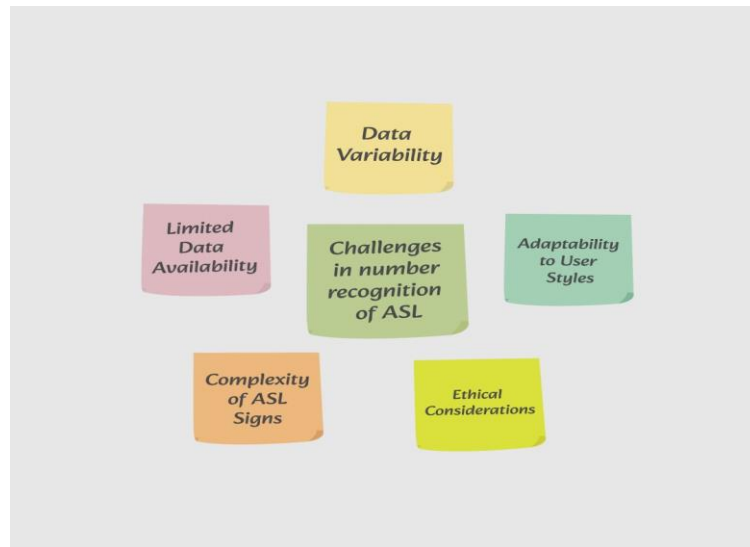 Data
Variability
Limited
Data
Availability
Challenges
in number
recognition
of ASL
Adaptability
to User
Styles
Complexity
of ASL
Signs
Ethical
Considerations